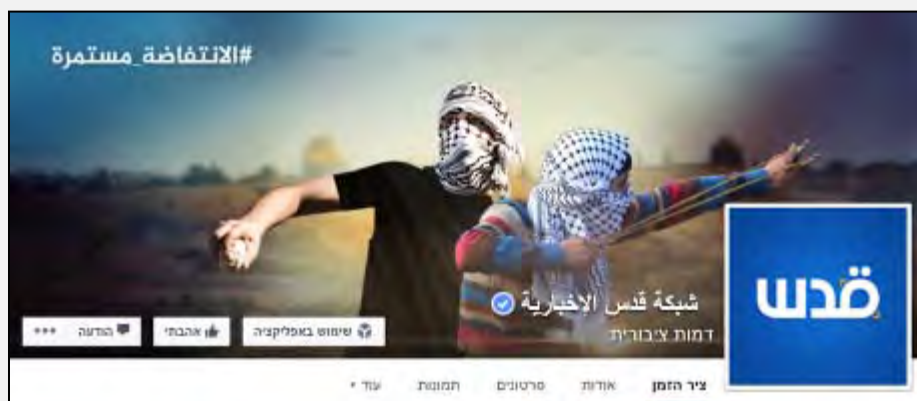 #الانتفاضة_مستمرة
قدس
شبكة قدس الإخبارية
דמות ציבורית
שימוש באפליקציה
אהבתי
הודעה
ציר הזמן
אודות
סרטונים
תמונות
עוד